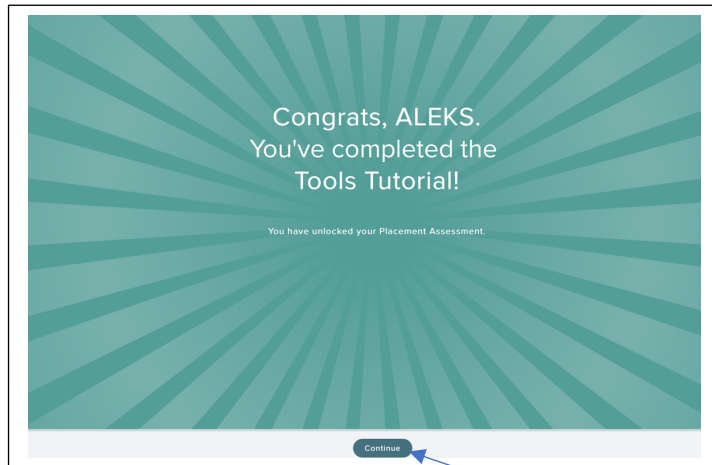 Congrats, ALEKS.
You've completed the
Tools Tutorial!
You have unlocked your Placement Assessment.
Continue